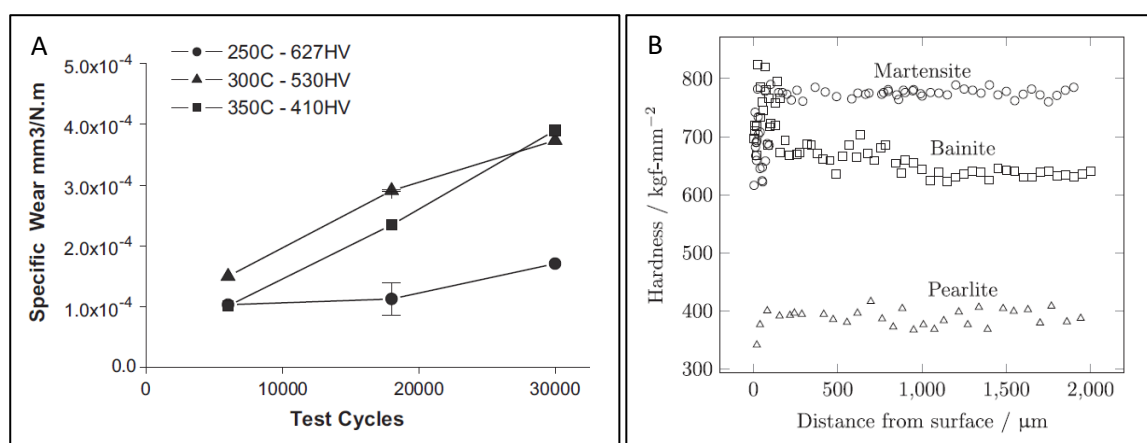 A
250C - 627HV
300C - 530HV
350C - 410HV
5.0x10⁻⁴
4.0x10⁻⁴
3.0x10⁻⁴
2.0x10⁻⁴
1.0x10⁻⁴
0.0
0 10000 20000 30000
Specific Wear mm3/N.m
Test Cycles
B
800
700
600
500
400
300
0 500 1,000 1,500 2,000
Hardness / kgf-mm⁻²
Distance from surface / µm
Martensite
Bainite
Pearlite